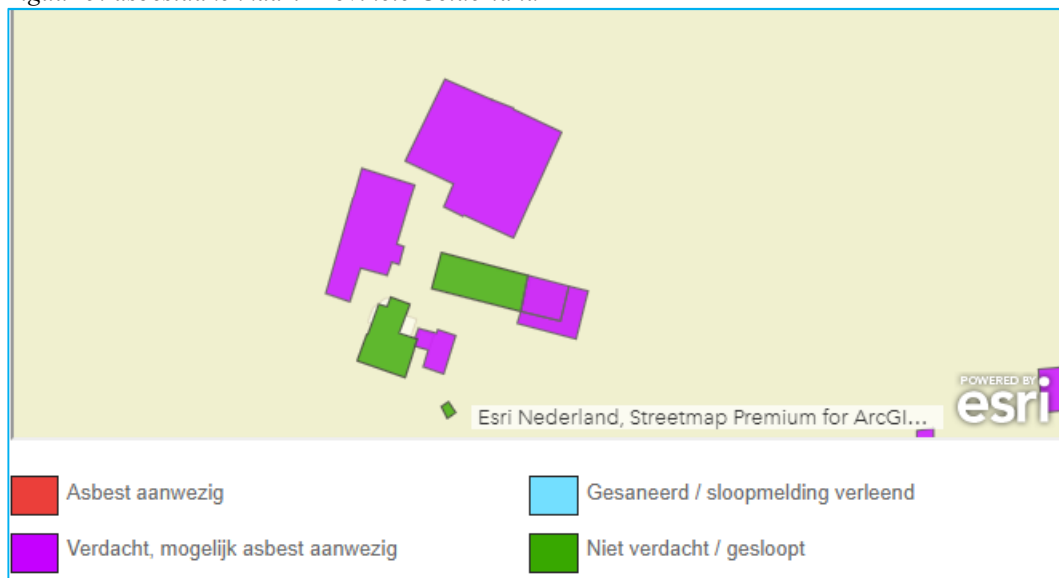 Esri Nederland, Streetmap Premium for ArcGI...
POWERED BY
esri
Asbest aanwezig
Gesaneerd / sloopmelding verleend
Verdacht, mogelijk asbest aanwezig
Niet verdacht / gesloopt